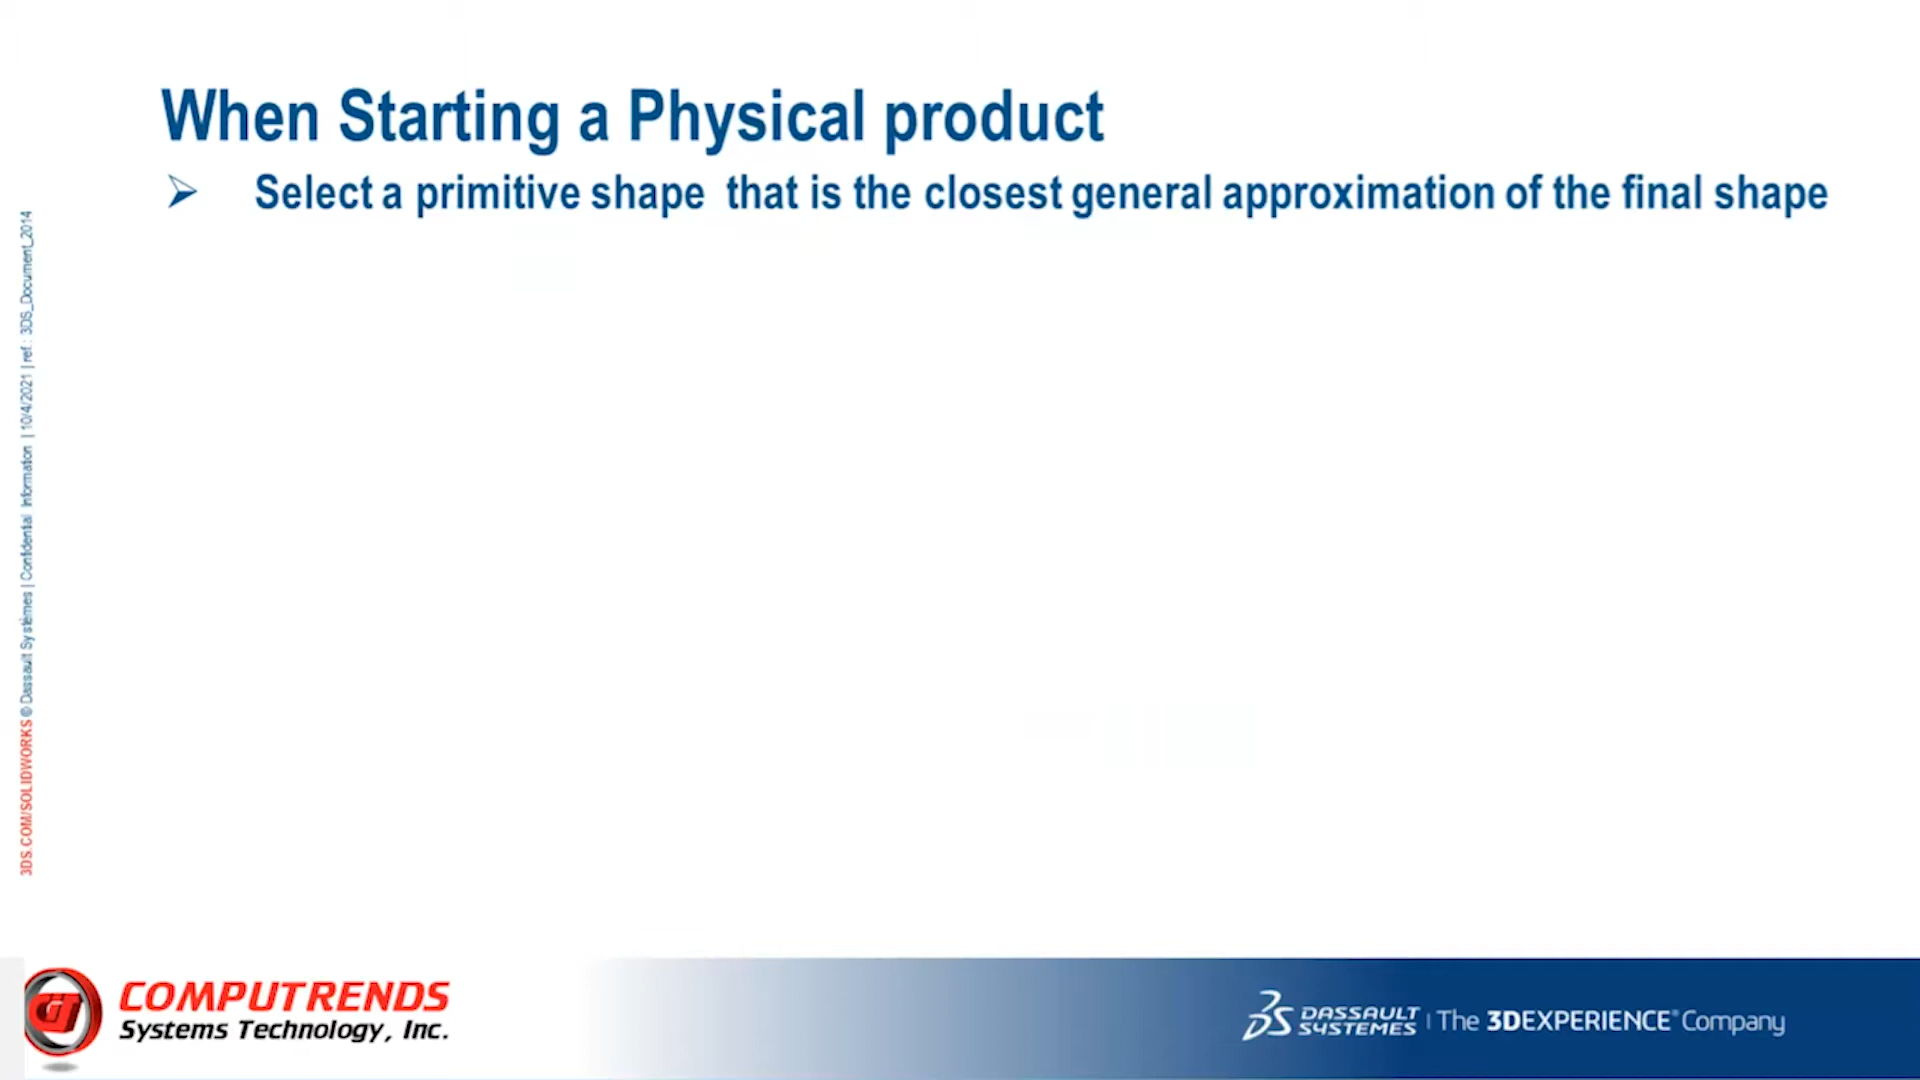 When Starting a Physical product
➢ Select a primitive shape that is the closest general approximation of the final shape
3DS.COM/SOLIDWORKS © Dassault Systèmes | Confidential Information | 10/4/2021 | ref.: 3DS_Document_2014
COMPUTRENDS
Systems Technology, Inc.
DASSAULT
SYSTEMES | The 3DEXPERIENCE® Company